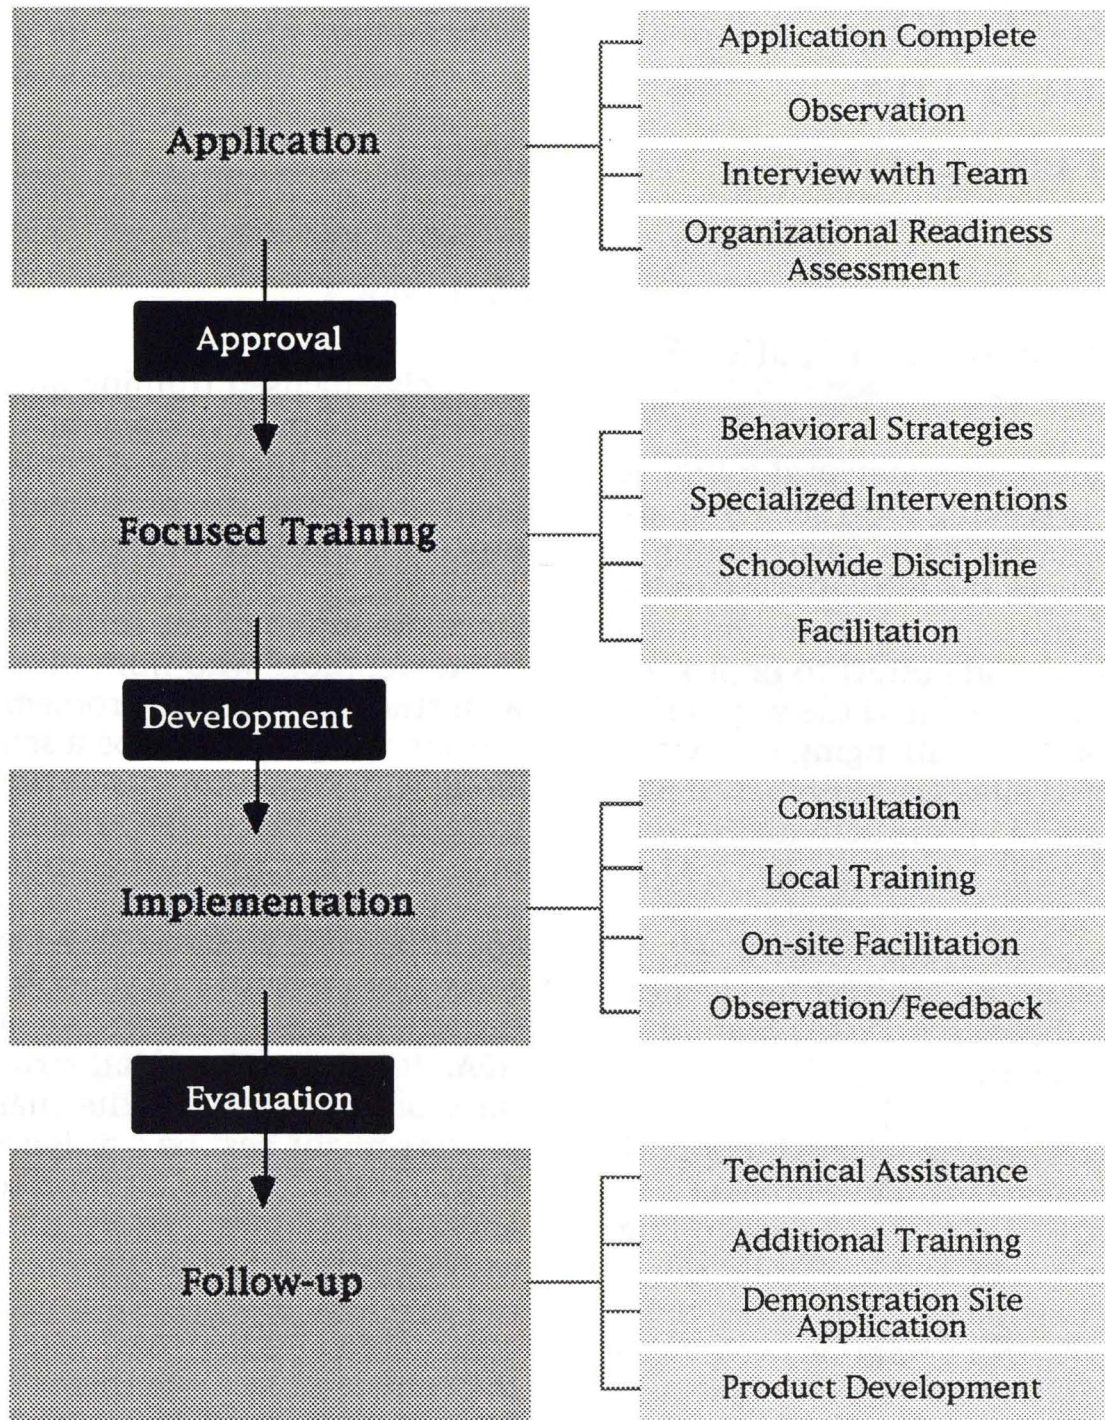 Application
Application Complete
Observation
Interview with Team
Organizational Readiness
Assessment
Approval
Focused Training
Behavioral Strategies
Specialized Interventions
Schoolwide Discipline
Facilitation
Development
Implementation
Consultation
Local Training
On-site Facilitation
Observation/Feedback
Evaluation
Follow-up
Technical Assistance
Additional Training
Demonstration Site
Application
Product Development